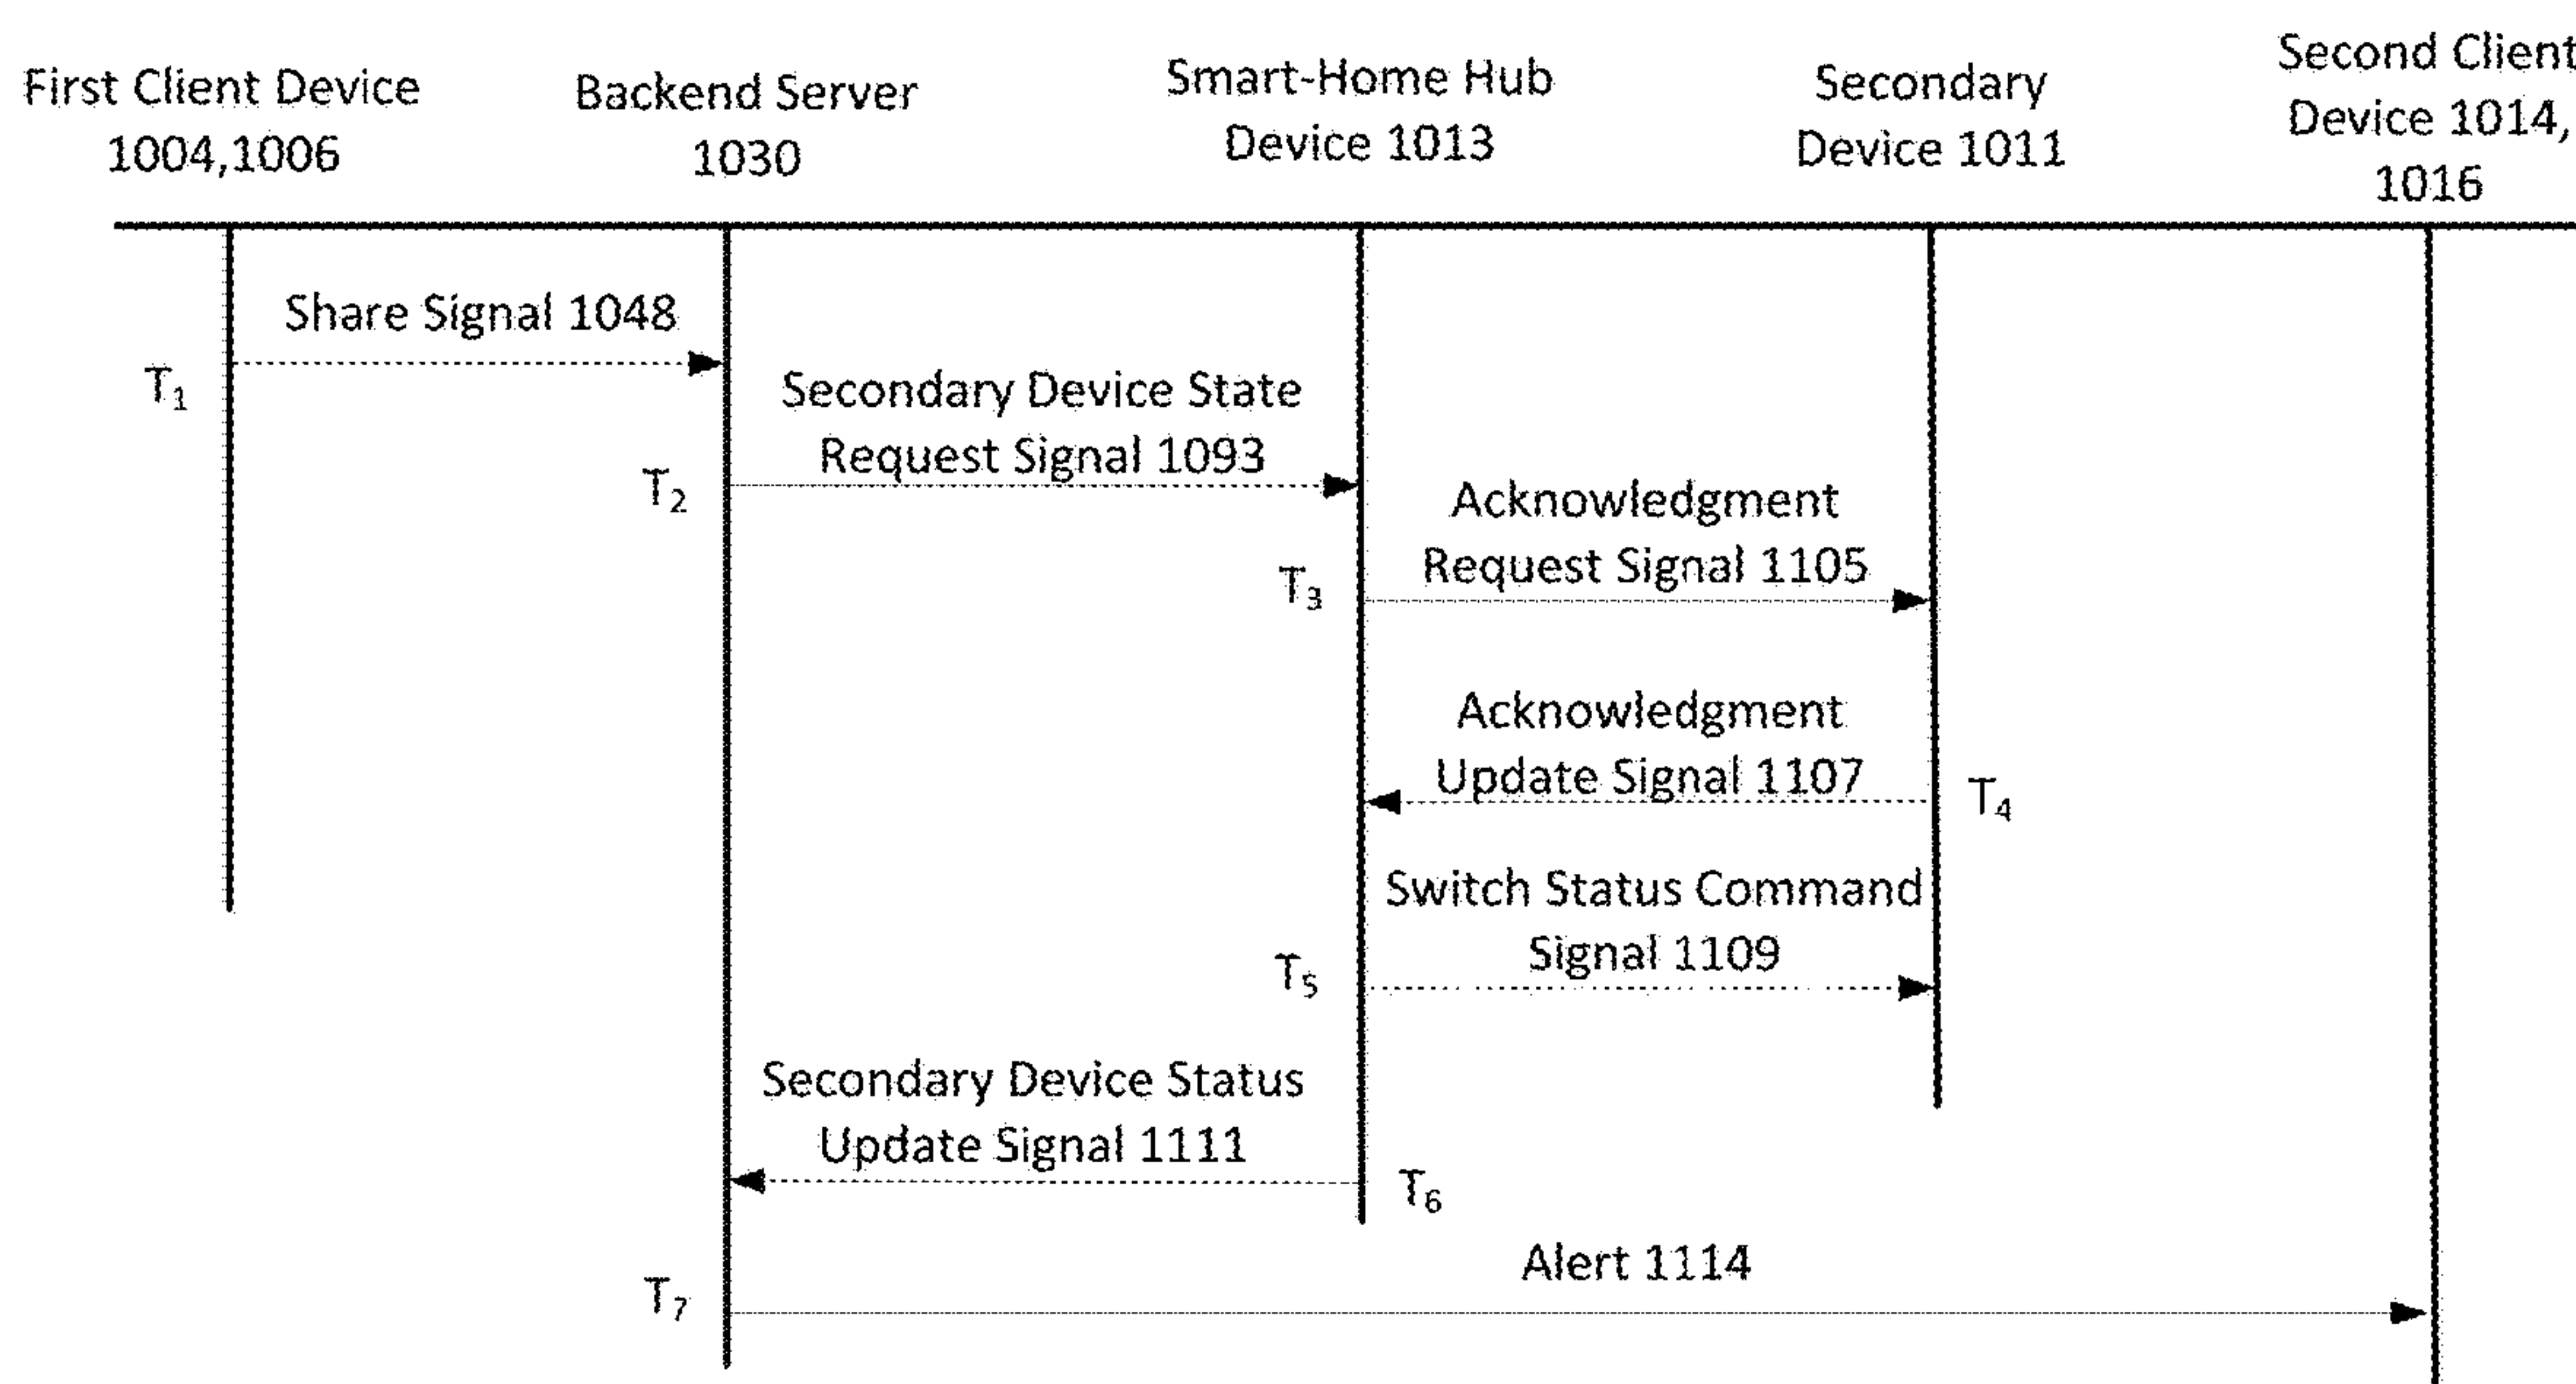 First Client Device
1004,1006
Backend Server
1030
Smart-Home Hub
Device 1013
Secondary
Device 1011
Second Client
Device 1014,
1016
Share Signal 1048
T1
Secondary Device State
Request Signal 1093
T2
Acknowledgment
Request Signal 1105
T3
Acknowledgment
Update Signal 1107
T4
Switch Status Command
Signal 1109
T5
Secondary Device Status
Update Signal 1111
T6
Alert 1114
T7